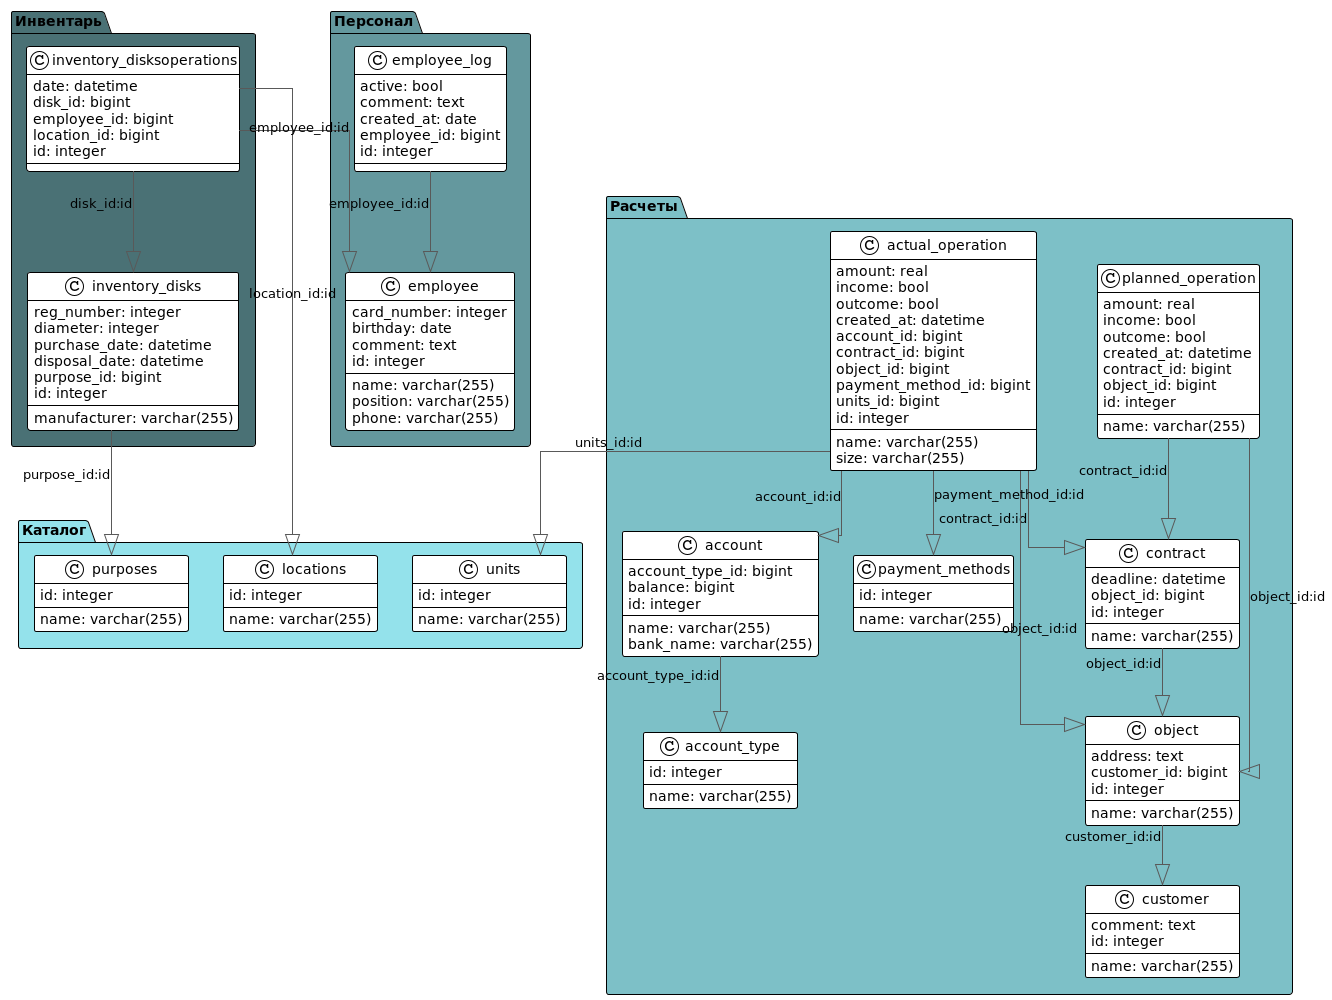 Инвентарь
inventory_disksoperations
date: datetime
disk_id: bigint
employee_id: bigint
location_id: bigint
id: integer
disk_id:id
inventory_disks
reg_number: integer
diameter: integer
purchase_date: datetime
disposal_date: datetime
purpose_id: bigint
id: integer
manufacturer: varchar(255)
purpose_id:id
employee_id:id
location_id:id
Персонал
employee_log
active: bool
comment: text
created_at: date
employee_id: bigint
id: integer
employee_id:id
employee
card_number: integer
birthday: date
comment: text
id: integer
name: varchar(255)
position: varchar(255)
phone: varchar(255)
Каталог
purposes
id: integer
name: varchar(255)
locations
id: integer
name: varchar(255)
units
id: integer
name: varchar(255)
units_id:id
Расчеты
actual_operation
amount: real
income: bool
outcome: bool
created_at: datetime
account_id: bigint
contract_id: bigint
object_id: bigint
payment_method_id: bigint
units_id: bigint
id: integer
name: varchar(255)
size: varchar(255)
planned_operation
amount: real
income: bool
outcome: bool
created_at: datetime
contract_id: bigint
object_id: bigint
id: integer
name: varchar(255)
account_id:id
payment_method_id:id
contract_id:id
contract_id:id
object_id:id
object_id:id
account
account_type_id: bigint
balance: bigint
id: integer
name: varchar(255)
bank_name: varchar(255)
payment_methods
id: integer
name: varchar(255)
contract
deadline: datetime
object_id: bigint
id: integer
name: varchar(255)
account_type_id:id
object_id:id
account_type
id: integer
name: varchar(255)
object
address: text
customer_id: bigint
id: integer
name: varchar(255)
customer_id:id
customer
comment: text
id: integer
name: varchar(255)